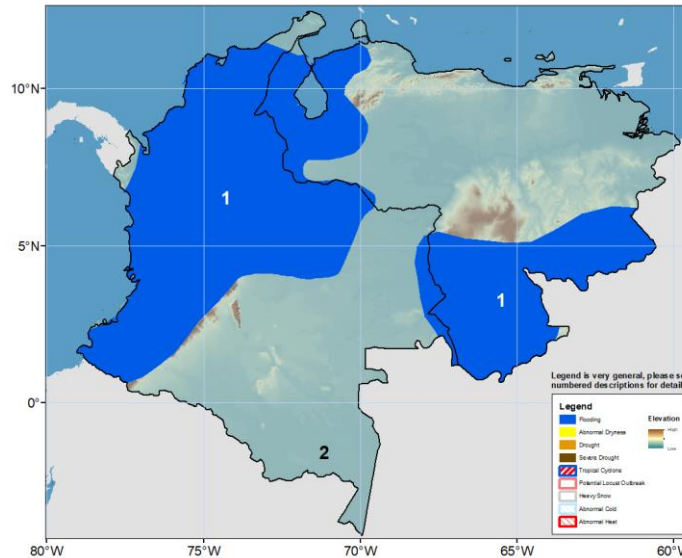 10°N
5°N
0°
1
1
2
Legend is very general, please se
numbered descriptions for detail
Legend
Flooding
Abnormal Dryness
Drought
Severe Drought
Tropical Cyclone
Potential Locust Outbreak
Heavy Snow
Abnormal Cold
Abnormal Heat
Elevation
High
Low
80°W
75°W
70°W
65°W
60°W